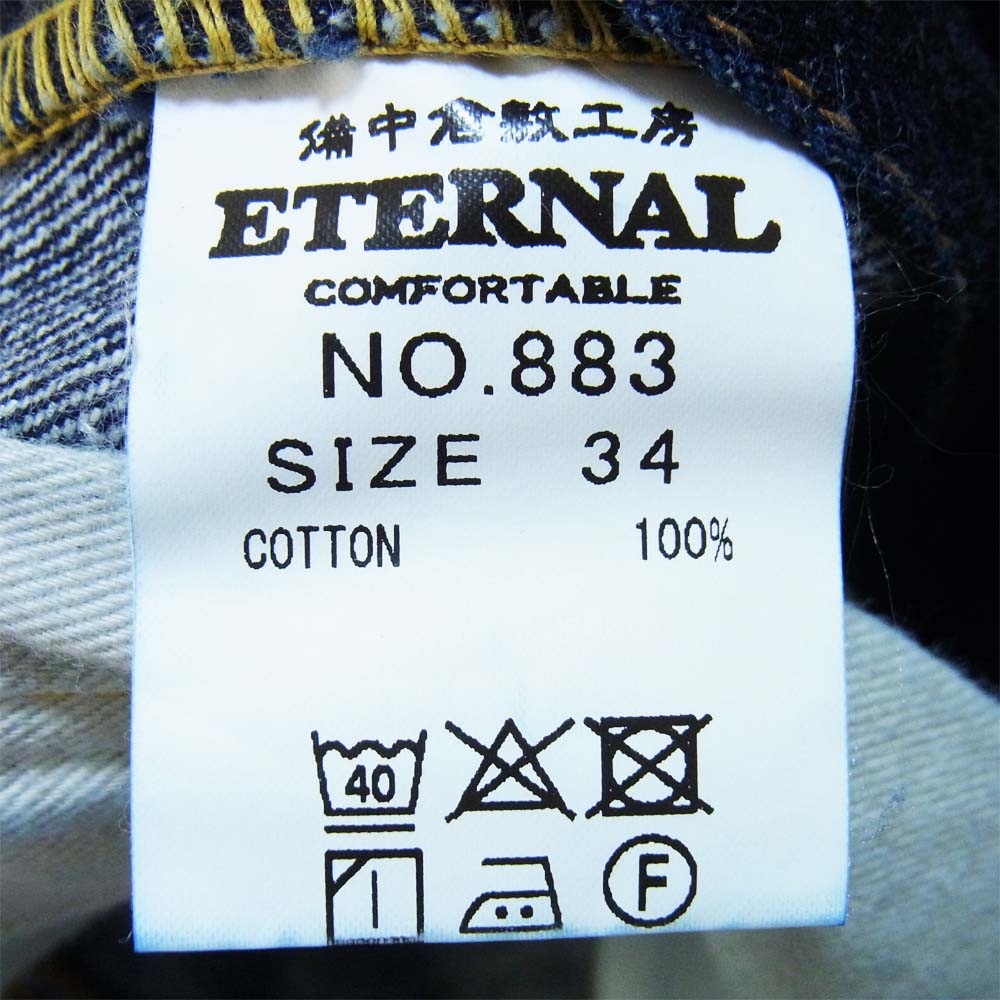 備中倉敷工房
ETERNAL
COMFORTABLE
NO.883
SIZE 34
COTTON 100%
40
F